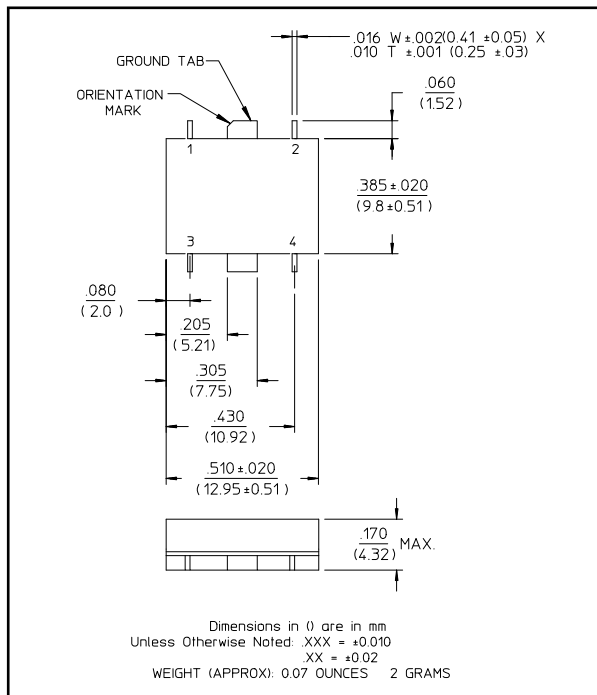 .016 W ±.002(0.41 ±0.05) X
.010 T ±.001 (0.25 ±.03)
GROUND TAB
.060
(1.52)
ORIENTATION
MARK
1
2
.385±.020
(9.8±0.51)
3
4
.080
(2.0 )
.205
(5.21)
.305
(7.75)
.430
(10.92)
.510±.020
(12.95±0.51)
.170
(4.32)
MAX.
Dimensions in () are in mm
Unless Otherwise Noted: .XXX = ±0.010
.XX = ±0.02
WEIGHT (APPROX): 0.07 OUNCES 2 GRAMS